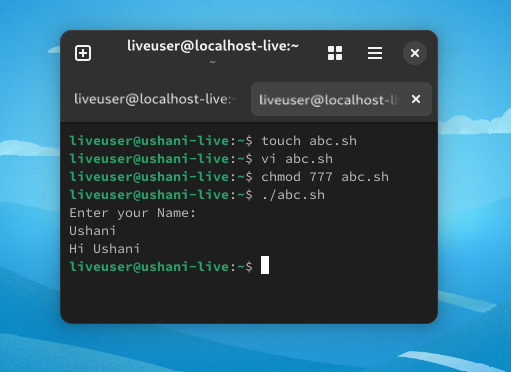 liveuser@localhost-live:~
~
liveuser@localhost-live:~
liveuser@localhost-li
liveuser@ushani-live:~$ touch abc.sh
liveuser@ushani-live:~$ vi abc.sh
liveuser@ushani-live:~$ chmod 777 abc.sh
liveuser@ushani-live:~$ ./abc.sh
Enter your Name:
Ushani
Hi Ushani
liveuser@ushani-live:~$